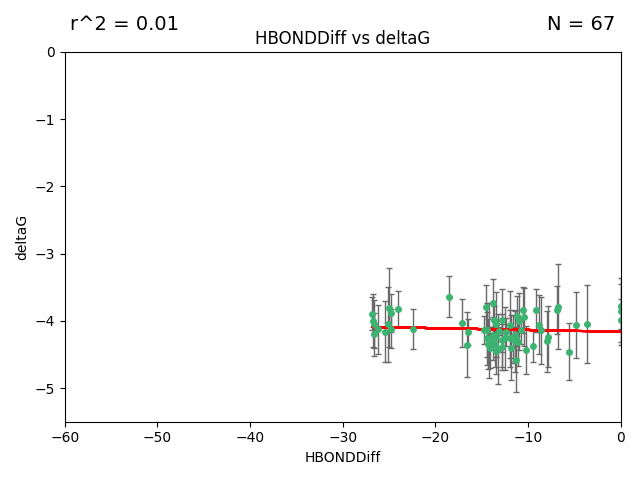 r^2 = 0.01
N = 67
HBONDDiff vs deltaG
0
−1
−2
−3
−4
−5
deltaG
−60
−50
−40
−30
−20
−10
0
HBONDDiff